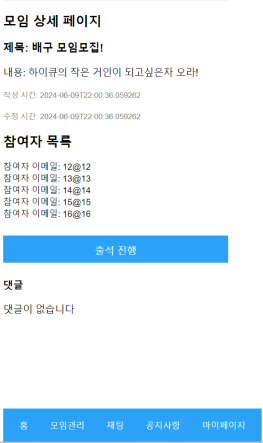 모임 상세 페이지
제목: 배구 모임모집!
내용: 하이큐의 작은 거인이 되고싶은자 오라!
작성 시간: 2024-06-09T22:00:36.059262
수정 시간: 2024-06-09T22:00:36.059262
참여자 목록
참여자 이메일: 12@12
참여자 이메일: 13@13
참여자 이메일: 14@14
참여자 이메일: 15@15
참여자 이메일: 16@16
출석 진행
댓글
댓글이 없습니다
홈 모임관리 채팅 공지사항 마이페이지